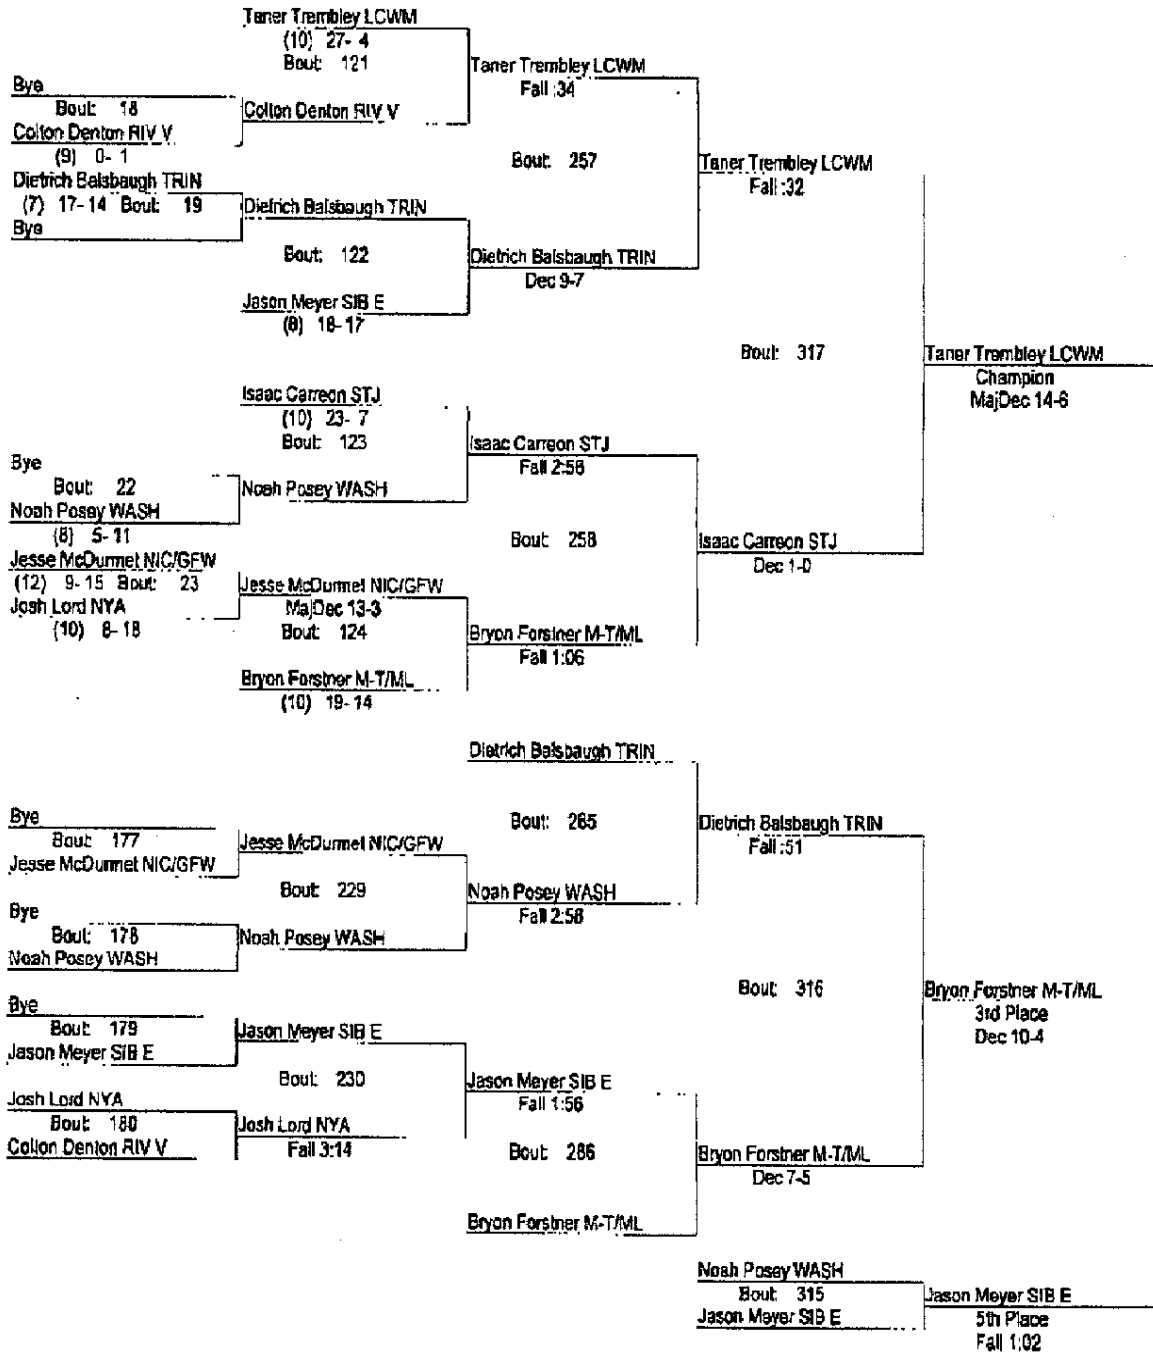 Taner Trembley LCWM
(10) 27- 4
Bout: 121
Taner Trembley LCWM
Fall :34
Bye
Bout: 18
Colton Denton RIV V
Colton Denton RIV V
(9) 0- 1
Bout: 257
Taner Trembley LCWM
Fall :32
Dietrich Balsbaugh TRIN
(7) 17- 14 Bout: 19
Dietrich Balsbaugh TRIN
Bye
Bout: 122
Dietrich Balsbaugh TRIN
Dec 9-7
Jason Meyer SIB E
(8) 18- 17
Bout: 317
Taner Trembley LCWM
Champion
MajDec 14-6
Isaac Carreon STJ
(10) 23- 7
Bout: 123
Isaac Carreon STJ
Fall 2:58
Bye
Bout: 22
Noah Posey WASH
Noah Posey WASH
(8) 5- 11
Bout: 258
Isaac Carreon STJ
Dec 1-0
Jesse McDurmet NIC/GFW
(12) 9- 15 Bout: 23
Jesse McDurmet NIC/GFW
MajDec 13-3
Josh Lord NYA
(10) 8- 18
Bout: 124
Bryon Forstner M-T/ML
Fall 1:06
Bryon Forstner M-T/ML
(10) 19- 14
Dietrich Balsbaugh TRIN
Bye
Bout: 177
Jesse McDurmet NIC/GFW
Jesse McDurmet NIC/GFW
Bout: 285
Dietrich Balsbaugh TRIN
Fall :51
Bout: 229
Noah Posey WASH
Fall 2:58
Bye
Bout: 178
Noah Posey WASH
Noah Posey WASH
Bout: 316
Bryon Forstner M-T/ML
3rd Place
Dec 10-4
Bye
Bout: 179
Jason Meyer SIB E
Jason Meyer SIB E
Bout: 230
Jason Meyer SIB E
Fall 1:56
Josh Lord NYA
Bout: 180
Josh Lord NYA
Fall 3:14
Colton Denton RIV V
Bout: 286
Bryon Forstner M-T/ML
Dec 7-5
Bryon Forstner M-T/ML
Noah Posey WASH
Bout: 315
Jason Meyer SIB E
Jason Meyer SIB E
5th Place
Fall 1:02